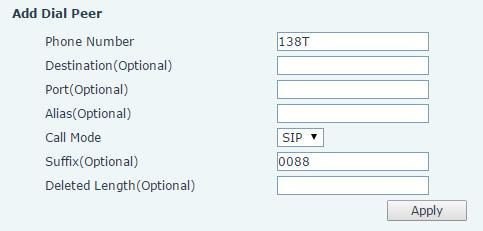 Add Dial Peer
Phone Number 138T
Destination(Optional)
Port(Optional)
Alias(Optional)
Call Mode SIP
Suffix(Optional) 0088
Deleted Length(Optional)
Apply